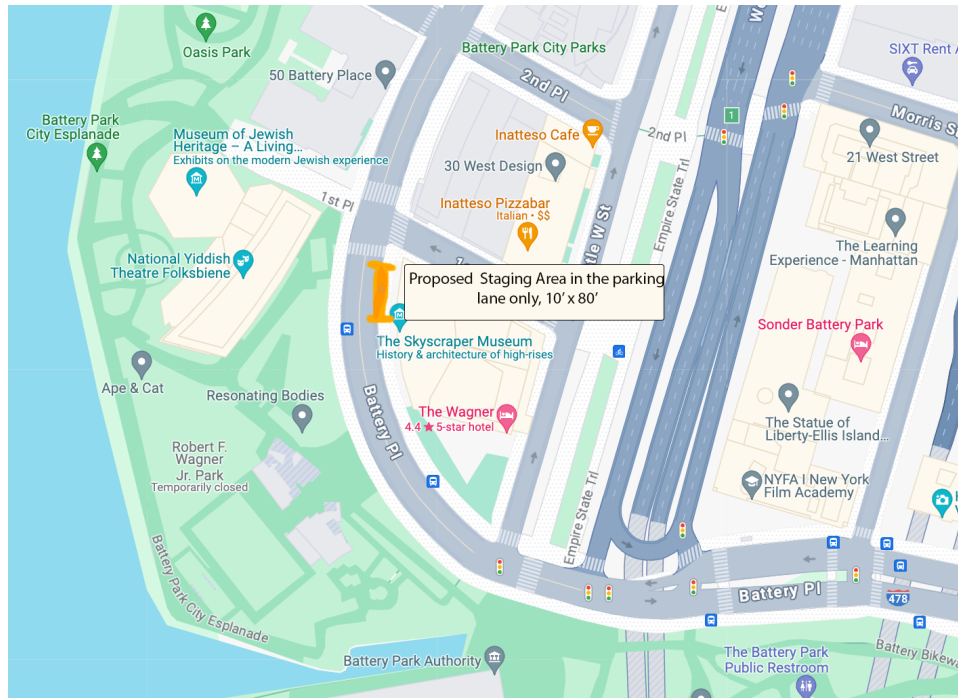 Oasis Park
Battery Park City Parks
50 Battery Place
2nd Pl
SIXT Rent A
Battery Park
City Esplanade
Museum of Jewish
Heritage – A Living...
Exhibits on the modern Jewish experience
Inatteso Cafe
1
2nd Pl
Morris S
30 West Design
21 West Street
1st Pl
Inatteso Pizzabar
Italian • $$
Empire State Trl
The Learning
Experience - Manhattan
National Yiddish
Theatre Folksbiene
tle W St
Proposed Staging Area in the parking
lane only, 10' x 80'
The Skyscraper Museum
History & architecture of high-rises
Sonder Battery Park
Ape & Cat
Resonating Bodies
Battery Pl
The Wagner
4.4 ★ 5-star hotel
The Statue of
Liberty-Ellis Island...
Robert F.
Wagner
Jr. Park
Temporarily closed
NYFA I New York
Film Academy
Empire State Trl
Battery Park City Esplanade
Battery Pl
478
Battery Park Authority
The Battery Park
Public Restroom
Battery Bikew